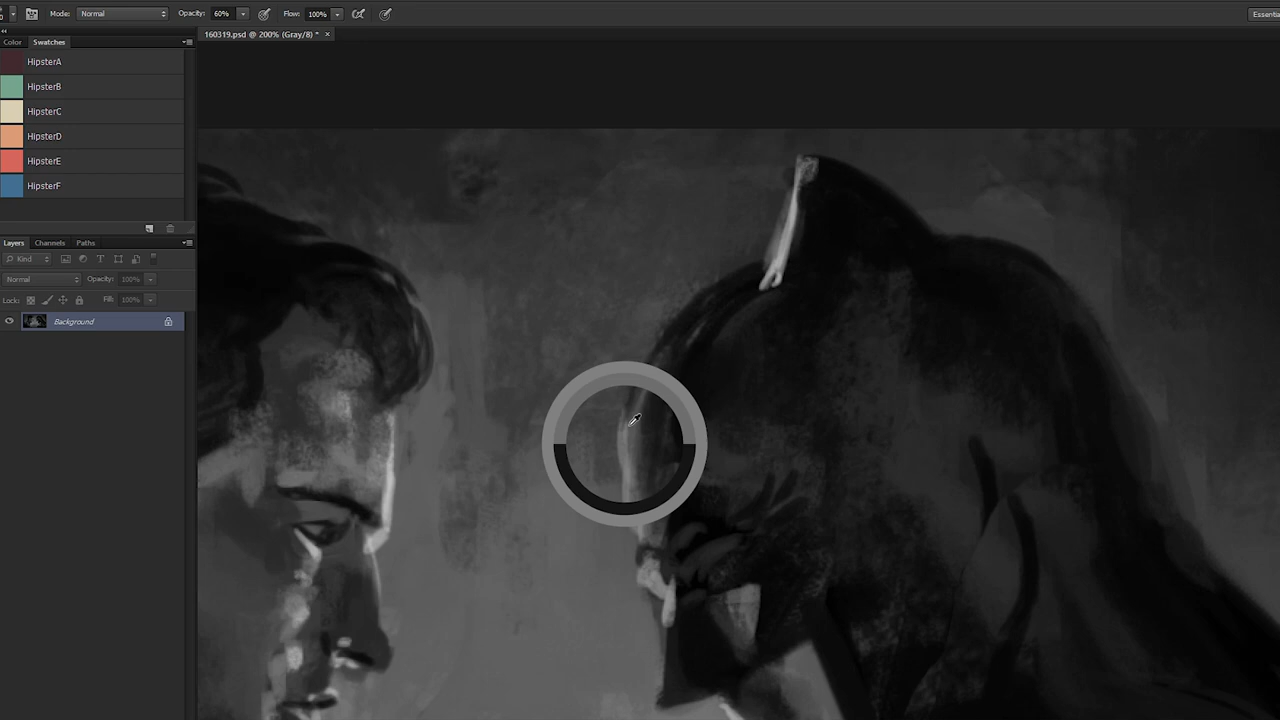 Mode: Normal Opacity: 60% Flow: 100% Essentia
160319.psd @ 200% (Gray/8) * ×
Color Swatches
HipsterA
HipsterB
HipsterC
HipsterD
HipsterE
HipsterF
Layers Channels Paths
Kind
Normal Opacity: 100%
Lock: Fill: 100%
Background